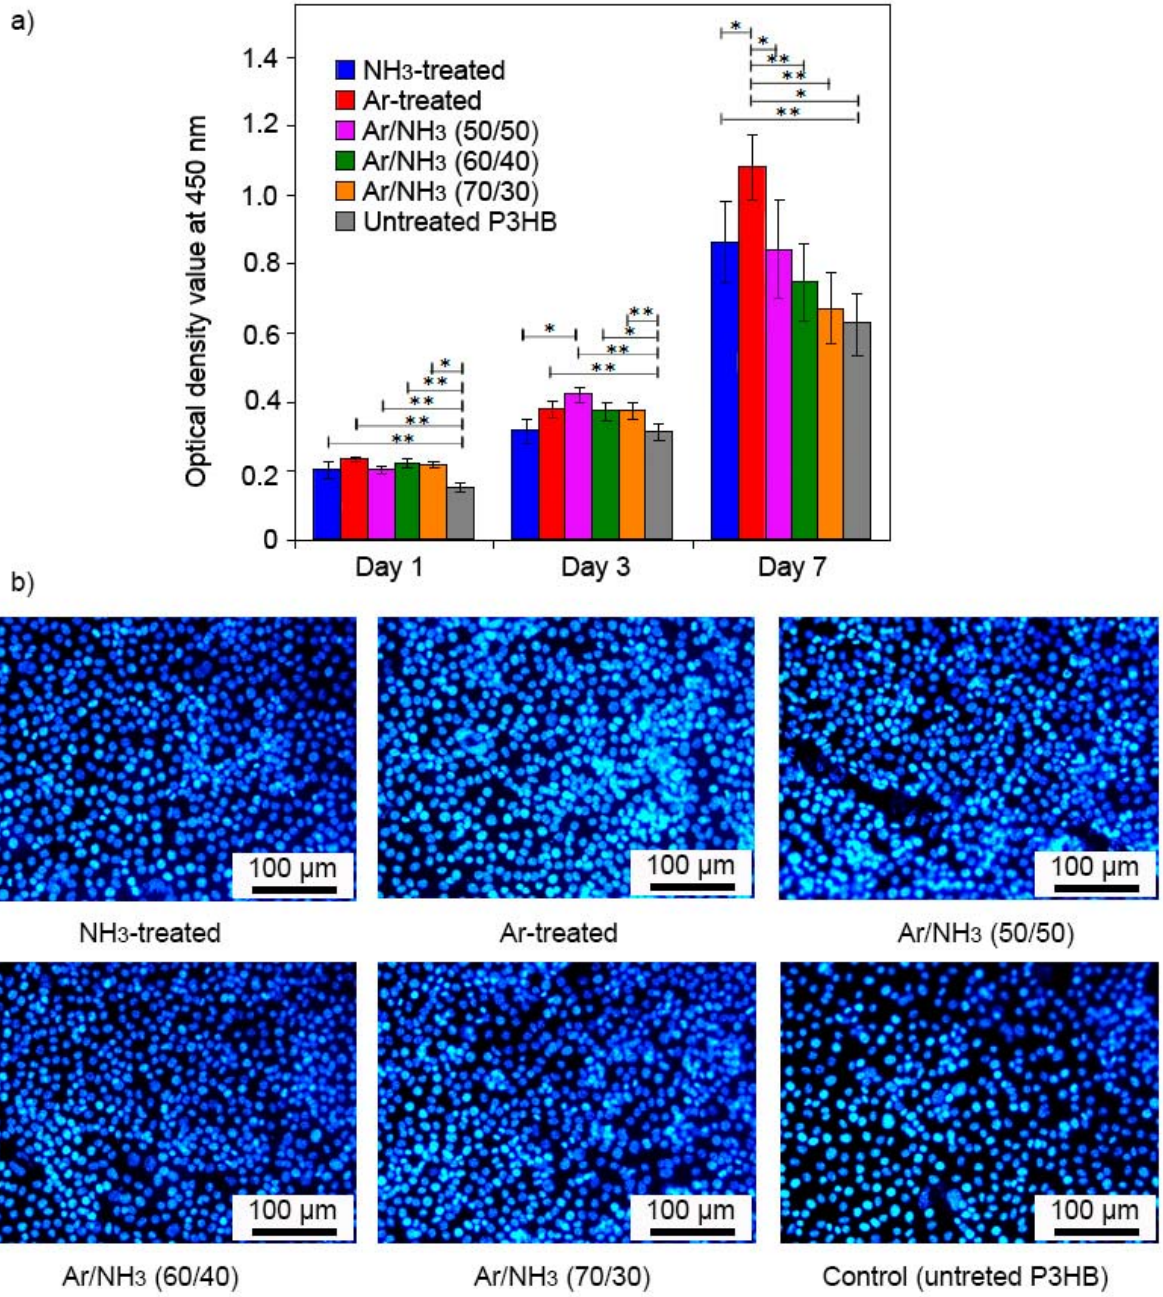 a)
Optical density value at 450 nm
1.4
1.2
1.0
0.8
0.6
0.4
0.2
0
NH3-treated
Ar-treated
Ar/NH3 (50/50)
Ar/NH3 (60/40)
Ar/NH3 (70/30)
Untreated P3HB
*
**
**
**
**
*
**
*
**
**
*
*
**
**
*
**
Day 1 Day 3 Day 7
b)
100 µm 100 µm 100 µm
NH3-treated Ar-treated Ar/NH3 (50/50)
100 µm 100 µm 100 µm
Ar/NH3 (60/40) Ar/NH3 (70/30) Control (untreted P3HB)